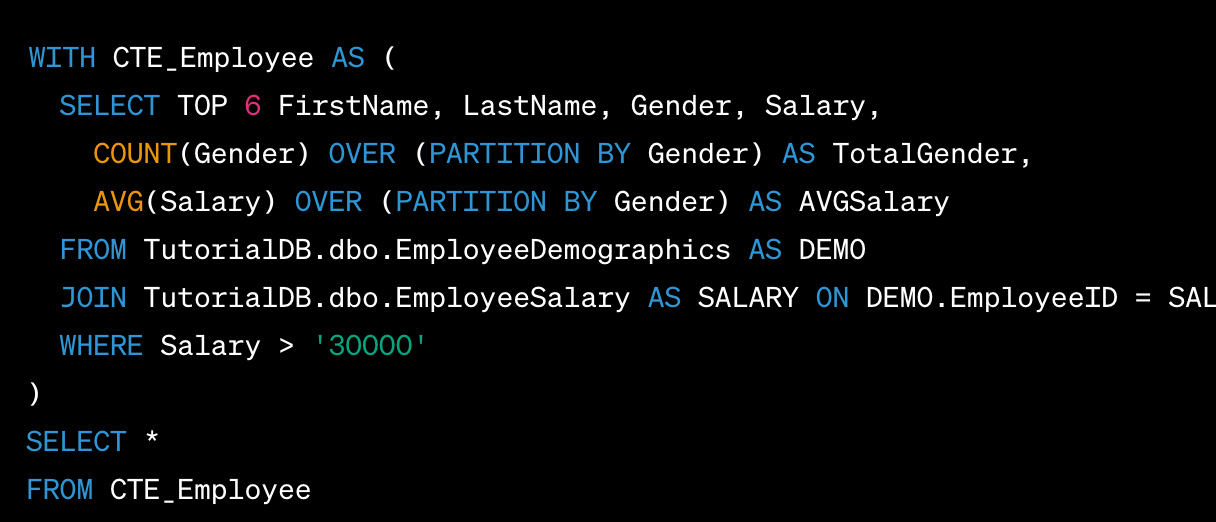 WITH CTE_Employee AS (
SELECT TOP 6 FirstName, LastName, Gender, Salary,
COUNT(Gender) OVER (PARTITION BY Gender) AS TotalGender,
AVG(Salary) OVER (PARTITION BY Gender) AS AVGSalary
FROM TutorialDB.dbo.EmployeeDemographics AS DEMO
JOIN TutorialDB.dbo.EmployeeSalary AS SALARY ON DEMO.EmployeeID = SAL
WHERE Salary > '30000'
)
SELECT *
FROM CTE_Employee